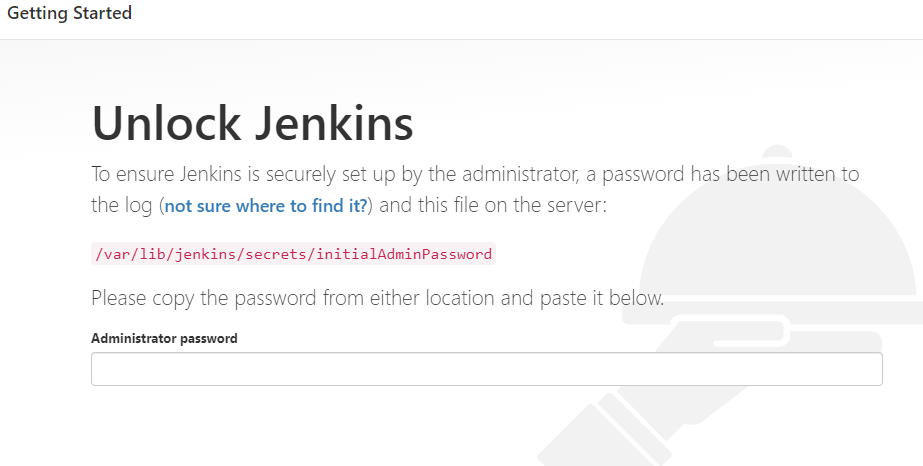 Getting Started
Unlock Jenkins
To ensure Jenkins is securely set up by the administrator, a password has been written to
the log (not sure where to find it?) and this file on the server:
/var/lib/jenkins/secrets/initialAdminPassword
Please copy the password from either location and paste it below.
Administrator password